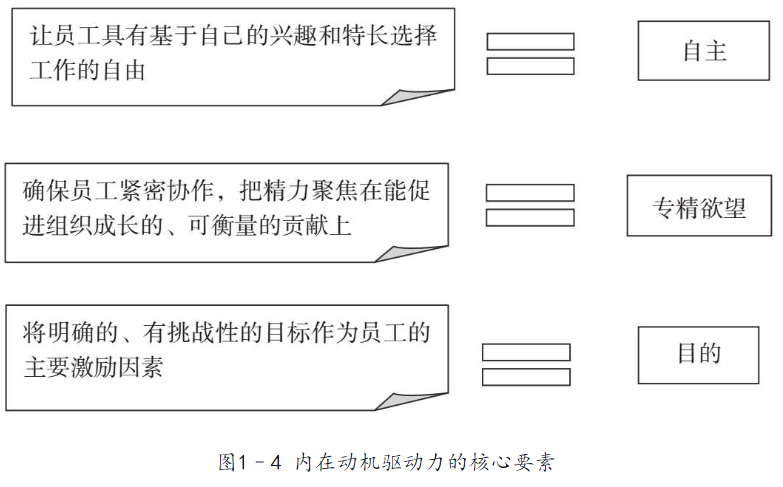 让员工具有基于自己的兴趣和特长选择
工作的自由
自主
确保员工紧密协作，把精力聚焦在能促
进组织成长的、可衡量的贡献上
专精欲望
将明确的、有挑战性的目标作为员工的
主要激励因素
目的
图1-4 内在动机驱动力的核心要素